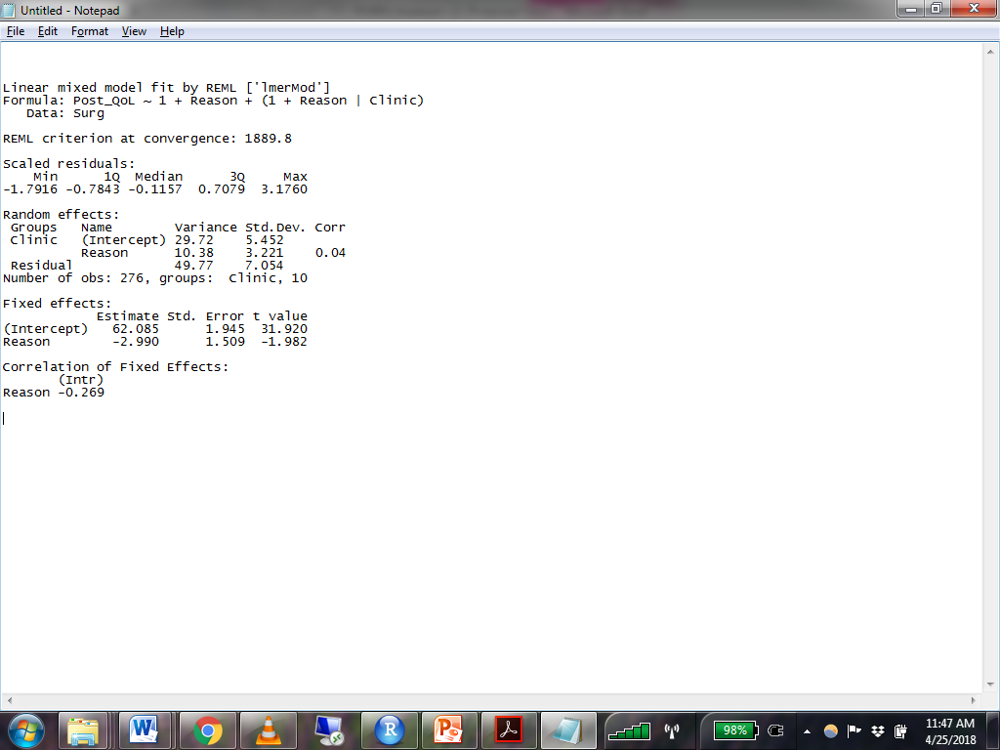 Untitled - Notepad
File Edit Format View Help
Linear mixed model fit by REML ['lmerMod']
Formula: Post_QoL ~ 1 + Reason + (1 + Reason | Clinic)
   Data: Surg
REML criterion at convergence: 1889.8
Scaled residuals:
    Min      1Q  Median      3Q     Max
-1.7916 -0.7843 -0.1157  0.7079  3.1760
Random effects:
 Groups   Name        Variance Std.Dev. Corr
 Clinic   (Intercept) 29.72    5.452
          Reason      10.38    3.221    0.04
 Residual             49.77    7.054
Number of obs: 276, groups:  Clinic, 10
Fixed effects:
            Estimate Std. Error t value
(Intercept)   62.085      1.945  31.920
Reason        -2.990      1.509  -1.982
Correlation of Fixed Effects:
       (Intr)
Reason -0.269
98%
11:47 AM
4/25/2018